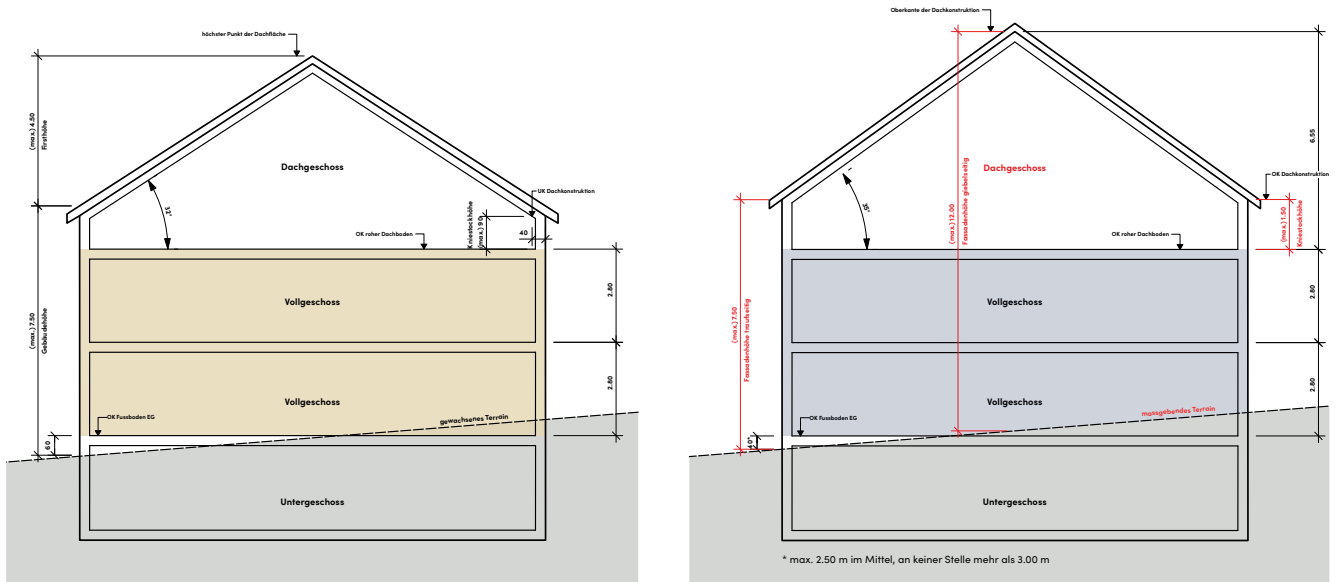 höchster Punkt der Dachfläche
(max.) 4.50
Firsthöhe
Dachgeschoss
32°
UK Dachkonstruktion
Kniestockhöhe
(max.) 90
40
OK roher Dachboden
(max.) 7.50
Gebäudehöhe
Vollgeschoss
2.80
Vollgeschoss
2.80
OK Fussboden EG
gewachsenes Terrain
60
Untergeschoss
Oberkante der Dachkonstruktion
6.55
Dachgeschoss
35°
OK Dachkonstruktion
(max.) 12.00
Fassadenhöhe giebelseitig
(max.) 1.50
Kniestockhöhe
OK roher Dachboden
(max.) 7.50
Fassadenhöhe traufseitig
Vollgeschoss
2.80
Vollgeschoss
2.80
OK Fussboden EG
massgebendes Terrain
40*
Untergeschoss
* max. 2.50 m im Mittel, an keiner Stelle mehr als 3.00 m